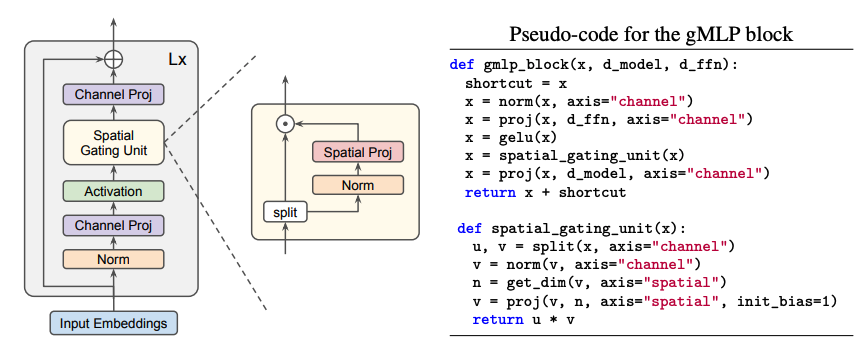 Lx
Channel Proj
Spatial
Gating Unit
Activation
Channel Proj
Norm
Input Embeddings
Spatial Proj
Norm
split
Pseudo-code for the gMLP block
def gmlp_block(x, d_model, d_ffn):
  shortcut = x
  x = norm(x, axis="channel")
  x = proj(x, d_ffn, axis="channel")
  x = gelu(x)
  x = spatial_gating_unit(x)
  x = proj(x, d_model, axis="channel")
  return x + shortcut
def spatial_gating_unit(x):
  u, v = split(x, axis="channel")
  v = norm(v, axis="channel")
  n = get_dim(v, axis="spatial")
  v = proj(v, n, axis="spatial", init_bias=1)
  return u * v